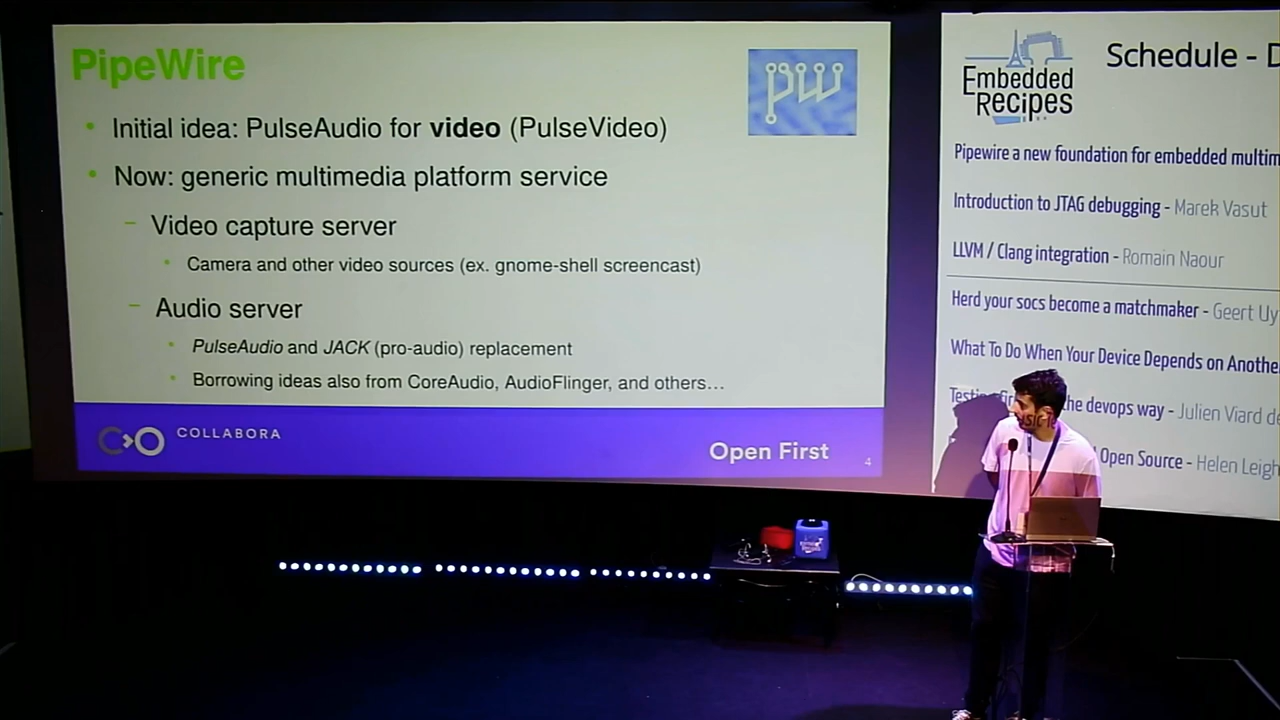 PipeWire
pw
Initial idea: PulseAudio for video (PulseVideo)
Now: generic multimedia platform service
Video capture server
Camera and other video sources (ex. gnome-shell screencast)
Audio server
PulseAudio and JACK (pro-audio) replacement
Borrowing ideas also from CoreAudio, AudioFlinger, and others…
COLLABORA
Open First
4
Embedded
Recipes
Schedule - D
Pipewire a new foundation for embedded multim
Introduction to JTAG debugging - Marek Vasut
LLVM / Clang integration - Romain Naour
Herd your socs become a matchmaker - Geert Uy
What To Do When Your Device Depends on Anothe
the devops way - Julien Viard de
Open Source - Helen Leigh